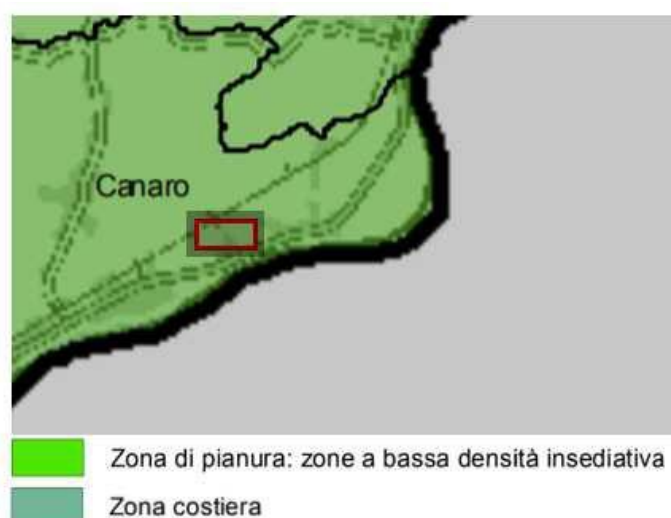 Canaro
Zona di pianura: zone a bassa densità insediativa
Zona costiera